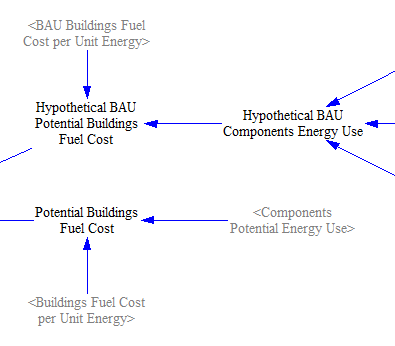 <BAU Buildings Fuel
Cost per Unit Energy>
Hypothetical BAU
Potential Buildings
Fuel Cost
Hypothetical BAU
Components Energy Use
Potential Buildings
Fuel Cost
<Components
Potential Energy Use>
<Buildings Fuel Cost
per Unit Energy>